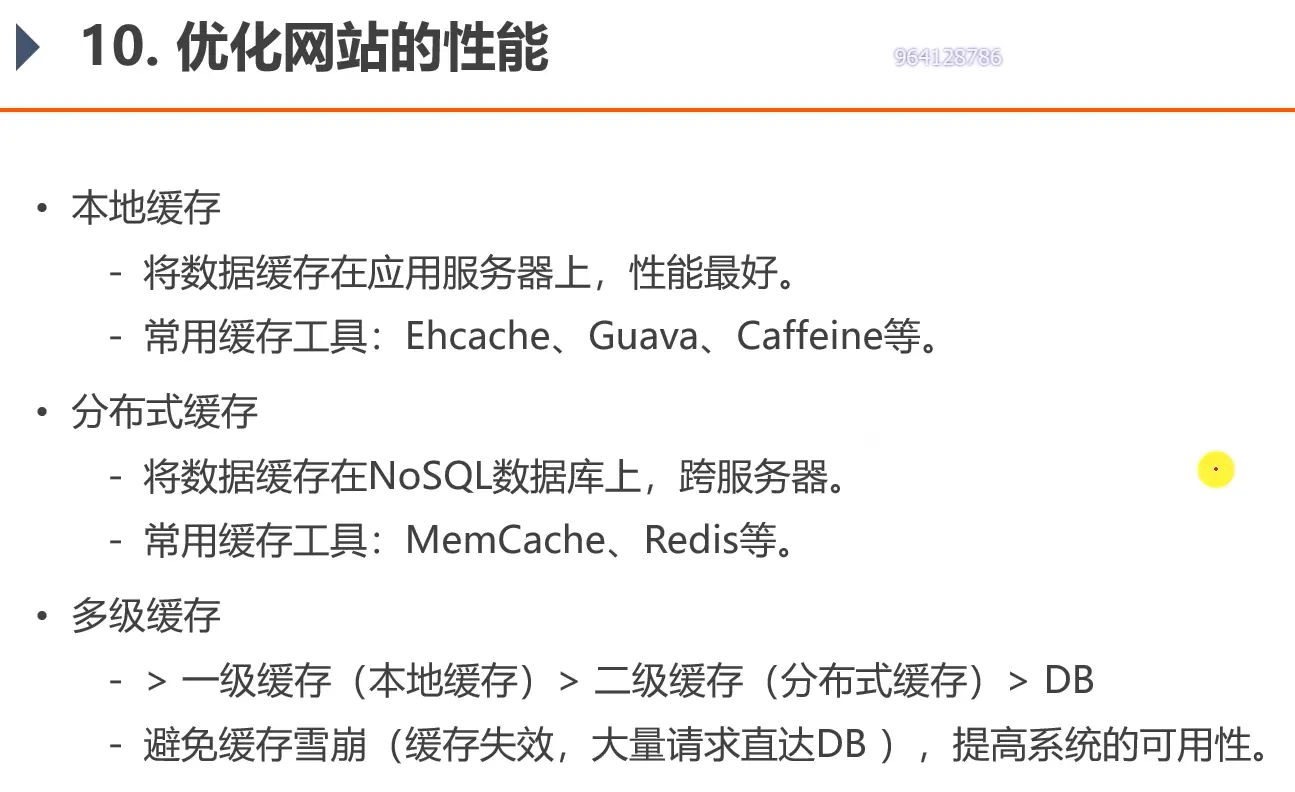 10. 优化网站的性能
964128786
• 本地缓存
- 将数据缓存在应用服务器上，性能最好。
- 常用缓存工具：Ehcache、Guava、Caffeine等。
• 分布式缓存
- 将数据缓存在NoSQL数据库上，跨服务器。
- 常用缓存工具：MemCache、Redis等。
• 多级缓存
- > 一级缓存（本地缓存）> 二级缓存（分布式缓存）> DB
- 避免缓存雪崩（缓存失效，大量请求直达DB ），提高系统的可用性。